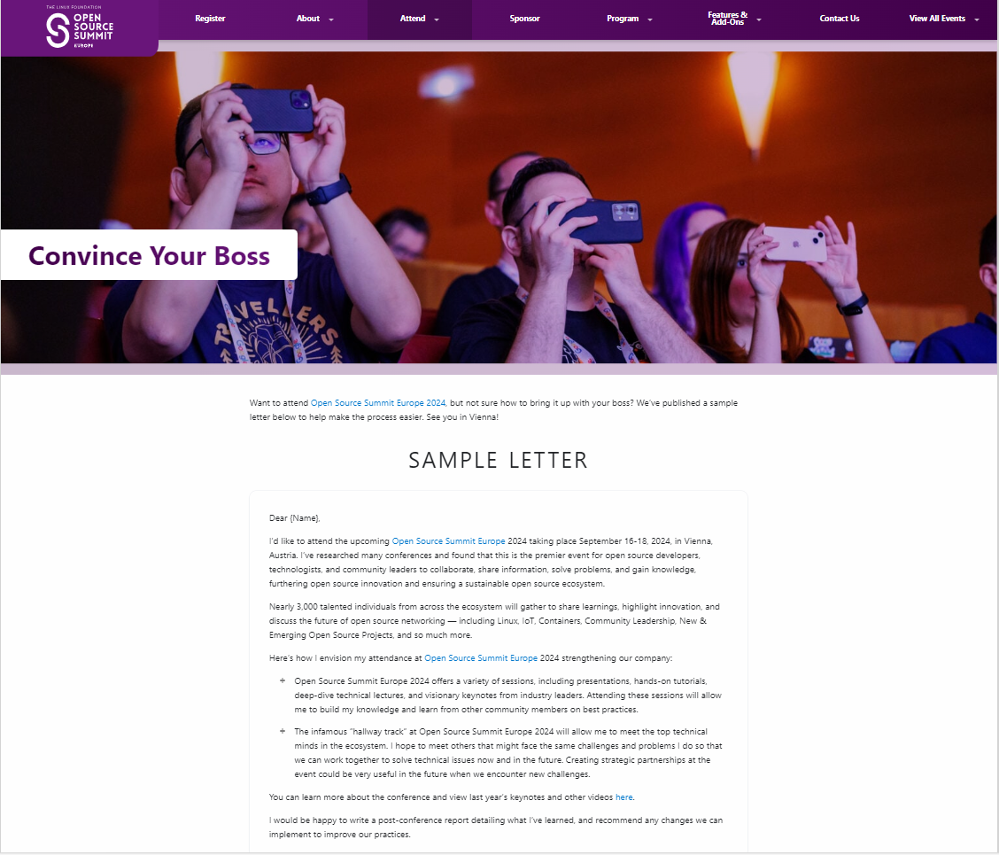 THE LINUX FOUNDATION
OPEN
SOURCE
SUMMIT
EUROPE
Register
About
Attend
Sponsor
Program
Features &
Add-Ons
Contact Us
View All Events
TRAVELLERS
Convince Your Boss
Want to attend Open Source Summit Europe 2024, but not sure how to bring it up with your boss? We've published a sample
letter below to help make the process easier. See you in Vienna!
SAMPLE LETTER
Dear {Name},
I'd like to attend the upcoming Open Source Summit Europe 2024 taking place September 16-18, 2024, in Vienna,
Austria. I've researched many conferences and found that this is the premier event for open source developers,
technologists, and community leaders to collaborate, share information, solve problems, and gain knowledge,
furthering open source innovation and ensuring a sustainable open source ecosystem.
Nearly 3,000 talented individuals from across the ecosystem will gather to share learnings, highlight innovation, and
discuss the future of open source networking — including Linux, IoT, Containers, Community Leadership, New &
Emerging Open Source Projects, and so much more.
Here's how I envision my attendance at Open Source Summit Europe 2024 strengthening our company:
+ Open Source Summit Europe 2024 offers a variety of sessions, including presentations, hands-on tutorials,
deep-dive technical lectures, and visionary keynotes from industry leaders. Attending these sessions will allow
me to build my knowledge and learn from other community members on best practices.
+ The infamous "hallway track" at Open Source Summit Europe 2024 will allow me to meet the top technical
minds in the ecosystem. I hope to meet others that might face the same challenges and problems I do so that
we can work together to solve technical issues now and in the future. Creating strategic partnerships at the
event could be very useful in the future when we encounter new challenges.
You can learn more about the conference and view last year's keynotes and other videos here.
I would be happy to write a post-conference report detailing what I've learned, and recommend any changes we can
implement to improve our practices.